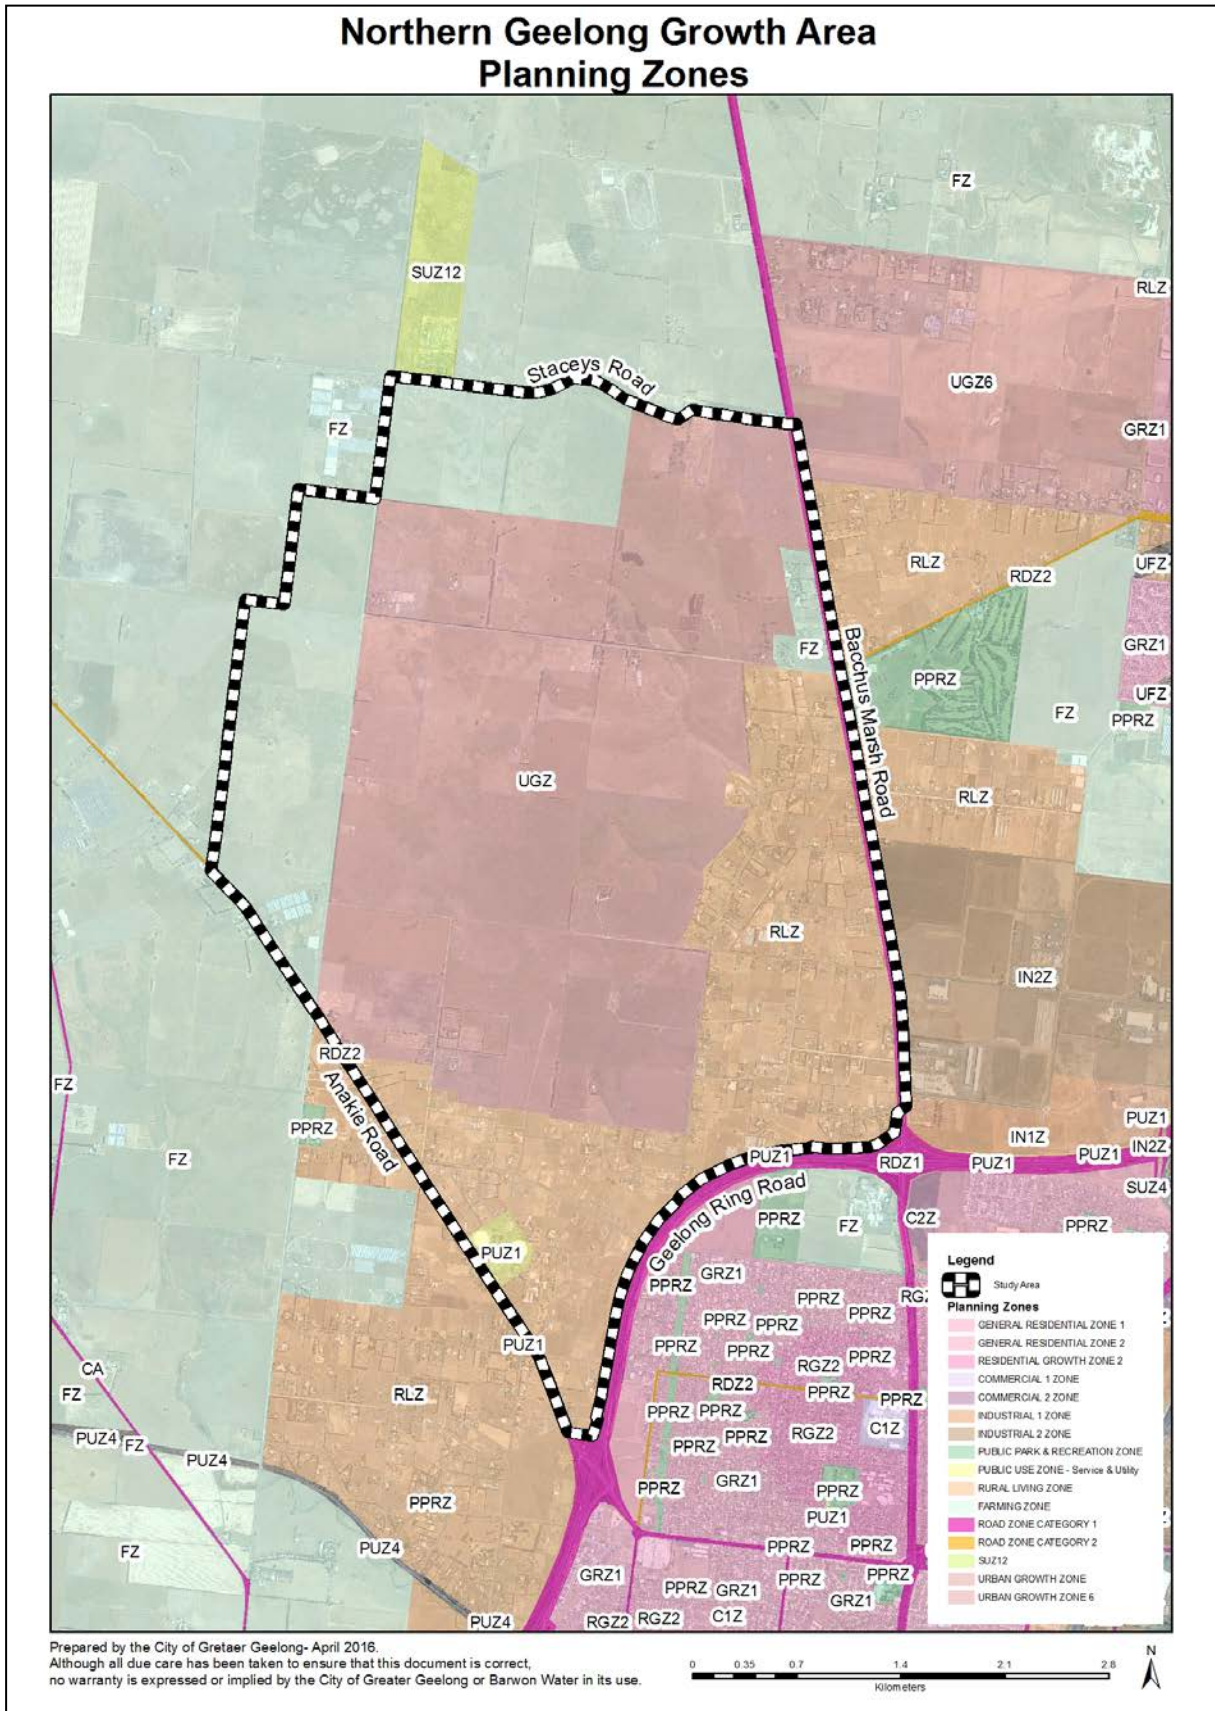 Northern Geelong Growth Area
Planning Zones
FZ
SUZ12
RLZ
Staceys Road
UGZ6
FZ
GRZ1
RLZ
UFZ
RDZ2
GRZ1
FZ
Bacchus Marsh Road
PPRZ
UFZ
FZ
PPRZ
UGZ
RLZ
RLZ
IN2Z
RDZ2
FZ
Anakie Road
PPRZ
PUZ1
IN1Z
IN2Z
FZ
PUZ1
RDZ1
PUZ1
PUZ1
SUZ4
Geelong Ring Road
PPRZ
FZ
C2Z
PPRZ
PUZ1
GRZ1
PPRZ
PPRZ
RGZ
PPRZ
PPRZ
PPRZ
PUZ1
PPRZ
PPRZ
RGZ2
PPRZ
CA
FZ
RLZ
RDZ2
PPRZ
PPRZ
PPRZ
PPRZ
C1Z
PUZ4
FZ
PUZ4
PPRZ
PPRZ
RGZ2
PPRZ
GRZ1
PPRZ
PPRZ
PUZ1
FZ
PUZ4
PPRZ
PPRZ
GRZ1
PPRZ
GRZ1
PPRZ
PPRZ
GRZ1
PUZ4
RGZ2
RGZ2
C1Z
Legend
Study Area
Planning Zones
GENERAL RESIDENTIAL ZONE 1
GENERAL RESIDENTIAL ZONE 2
RESIDENTIAL GROWTH ZONE 2
COMMERCIAL 1 ZONE
COMMERCIAL 2 ZONE
INDUSTRIAL 1 ZONE
INDUSTRIAL 2 ZONE
PUBLIC PARK & RECREATION ZONE
PUBLIC USE ZONE - Service & Utility
RURAL LIVING ZONE
FARMING ZONE
ROAD ZONE CATEGORY 1
ROAD ZONE CATEGORY 2
SUZ12
URBAN GROWTH ZONE
URBAN GROWTH ZONE 6
Prepared by the City of Gretaer Geelong- April 2016.
Although all due care has been taken to ensure that this document is correct,
no warranty is expressed or implied by the City of Greater Geelong or Barwon Water in its use.
0 0.35 0.7 1.4 2.1 2.8
Kilometers
N